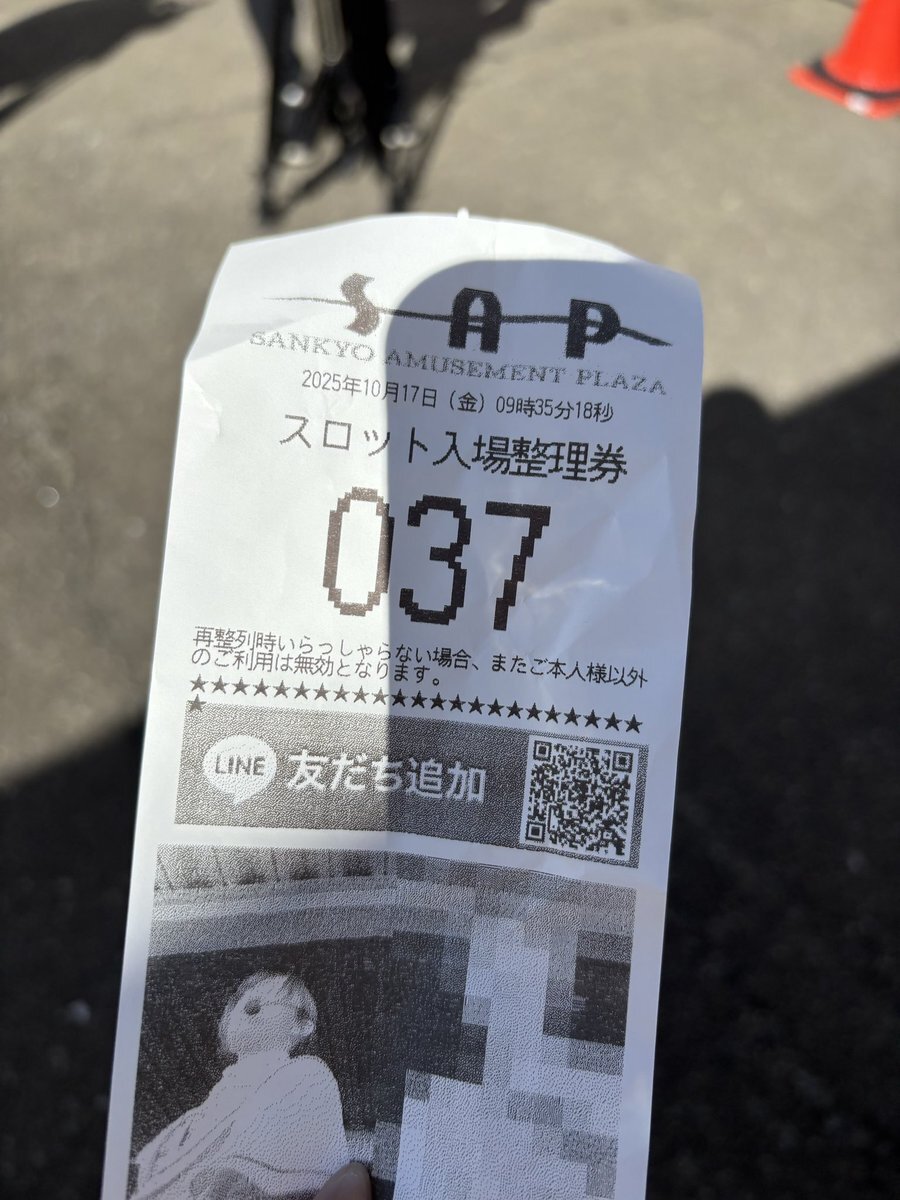 S A P
SANKYO AMUSEMENT PLAZA
2025年10月17日（金）09時35分18秒
スロット入場整理券
037
再整列時いらっしゃらない場合、またご本人様以外
のご利用は無効となります。
★★★★★★★★★★★★★★★★★★★★★★
★
LINE 友だち追加